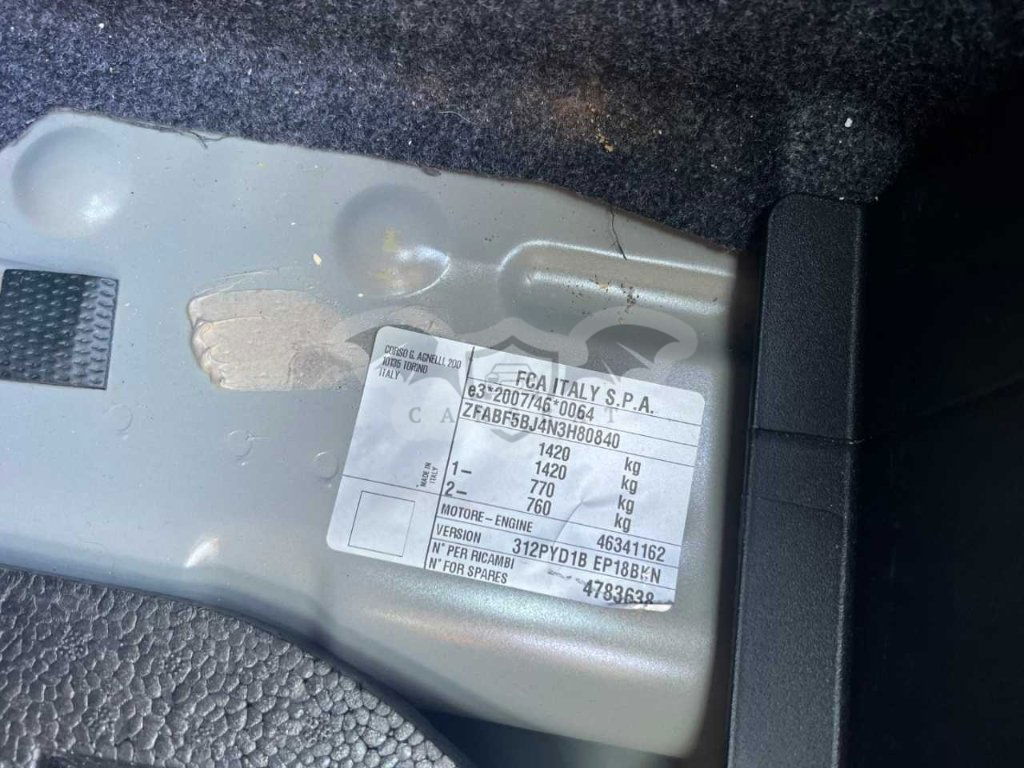 CORSO G. AGNELLI, 200
10135 TORINO
ITALY
FCA ITALY S.P.A.
e3*2007/46*0064
ZFABF5BJ4N3H80840
1420 kg
1– 1420 kg
2– 770 kg
760 kg
MADE IN
ITALY
MOTORE – ENGINE 46341162
VERSION 312PYD1B EP18BKN
N° PER RICAMBI
N° FOR SPARES 4783638